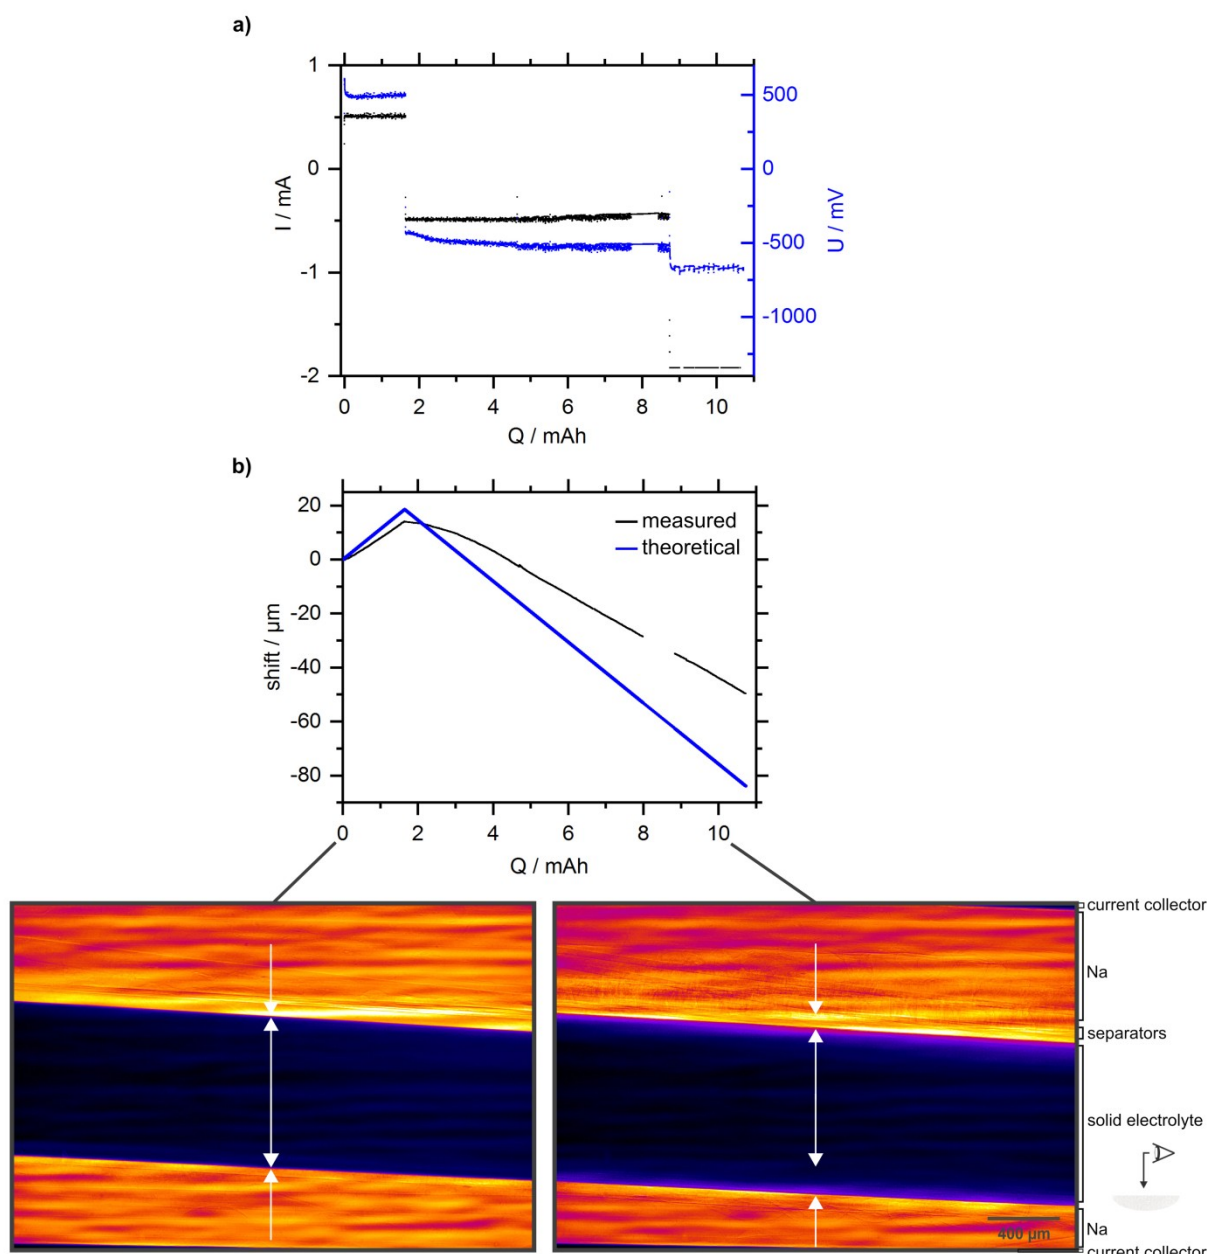 a)
1
0
-1
-2
I / mA
500
0
-500
-1000
U / mV
0 2 4 6 8 10
Q / mAh
b)
20
0
-20
-40
-60
-80
shift / µm
measured
theoretical
0 2 4 6 8 10
Q / mAh
current collector
Na
separators
solid electrolyte
Na
400 µm
current collector